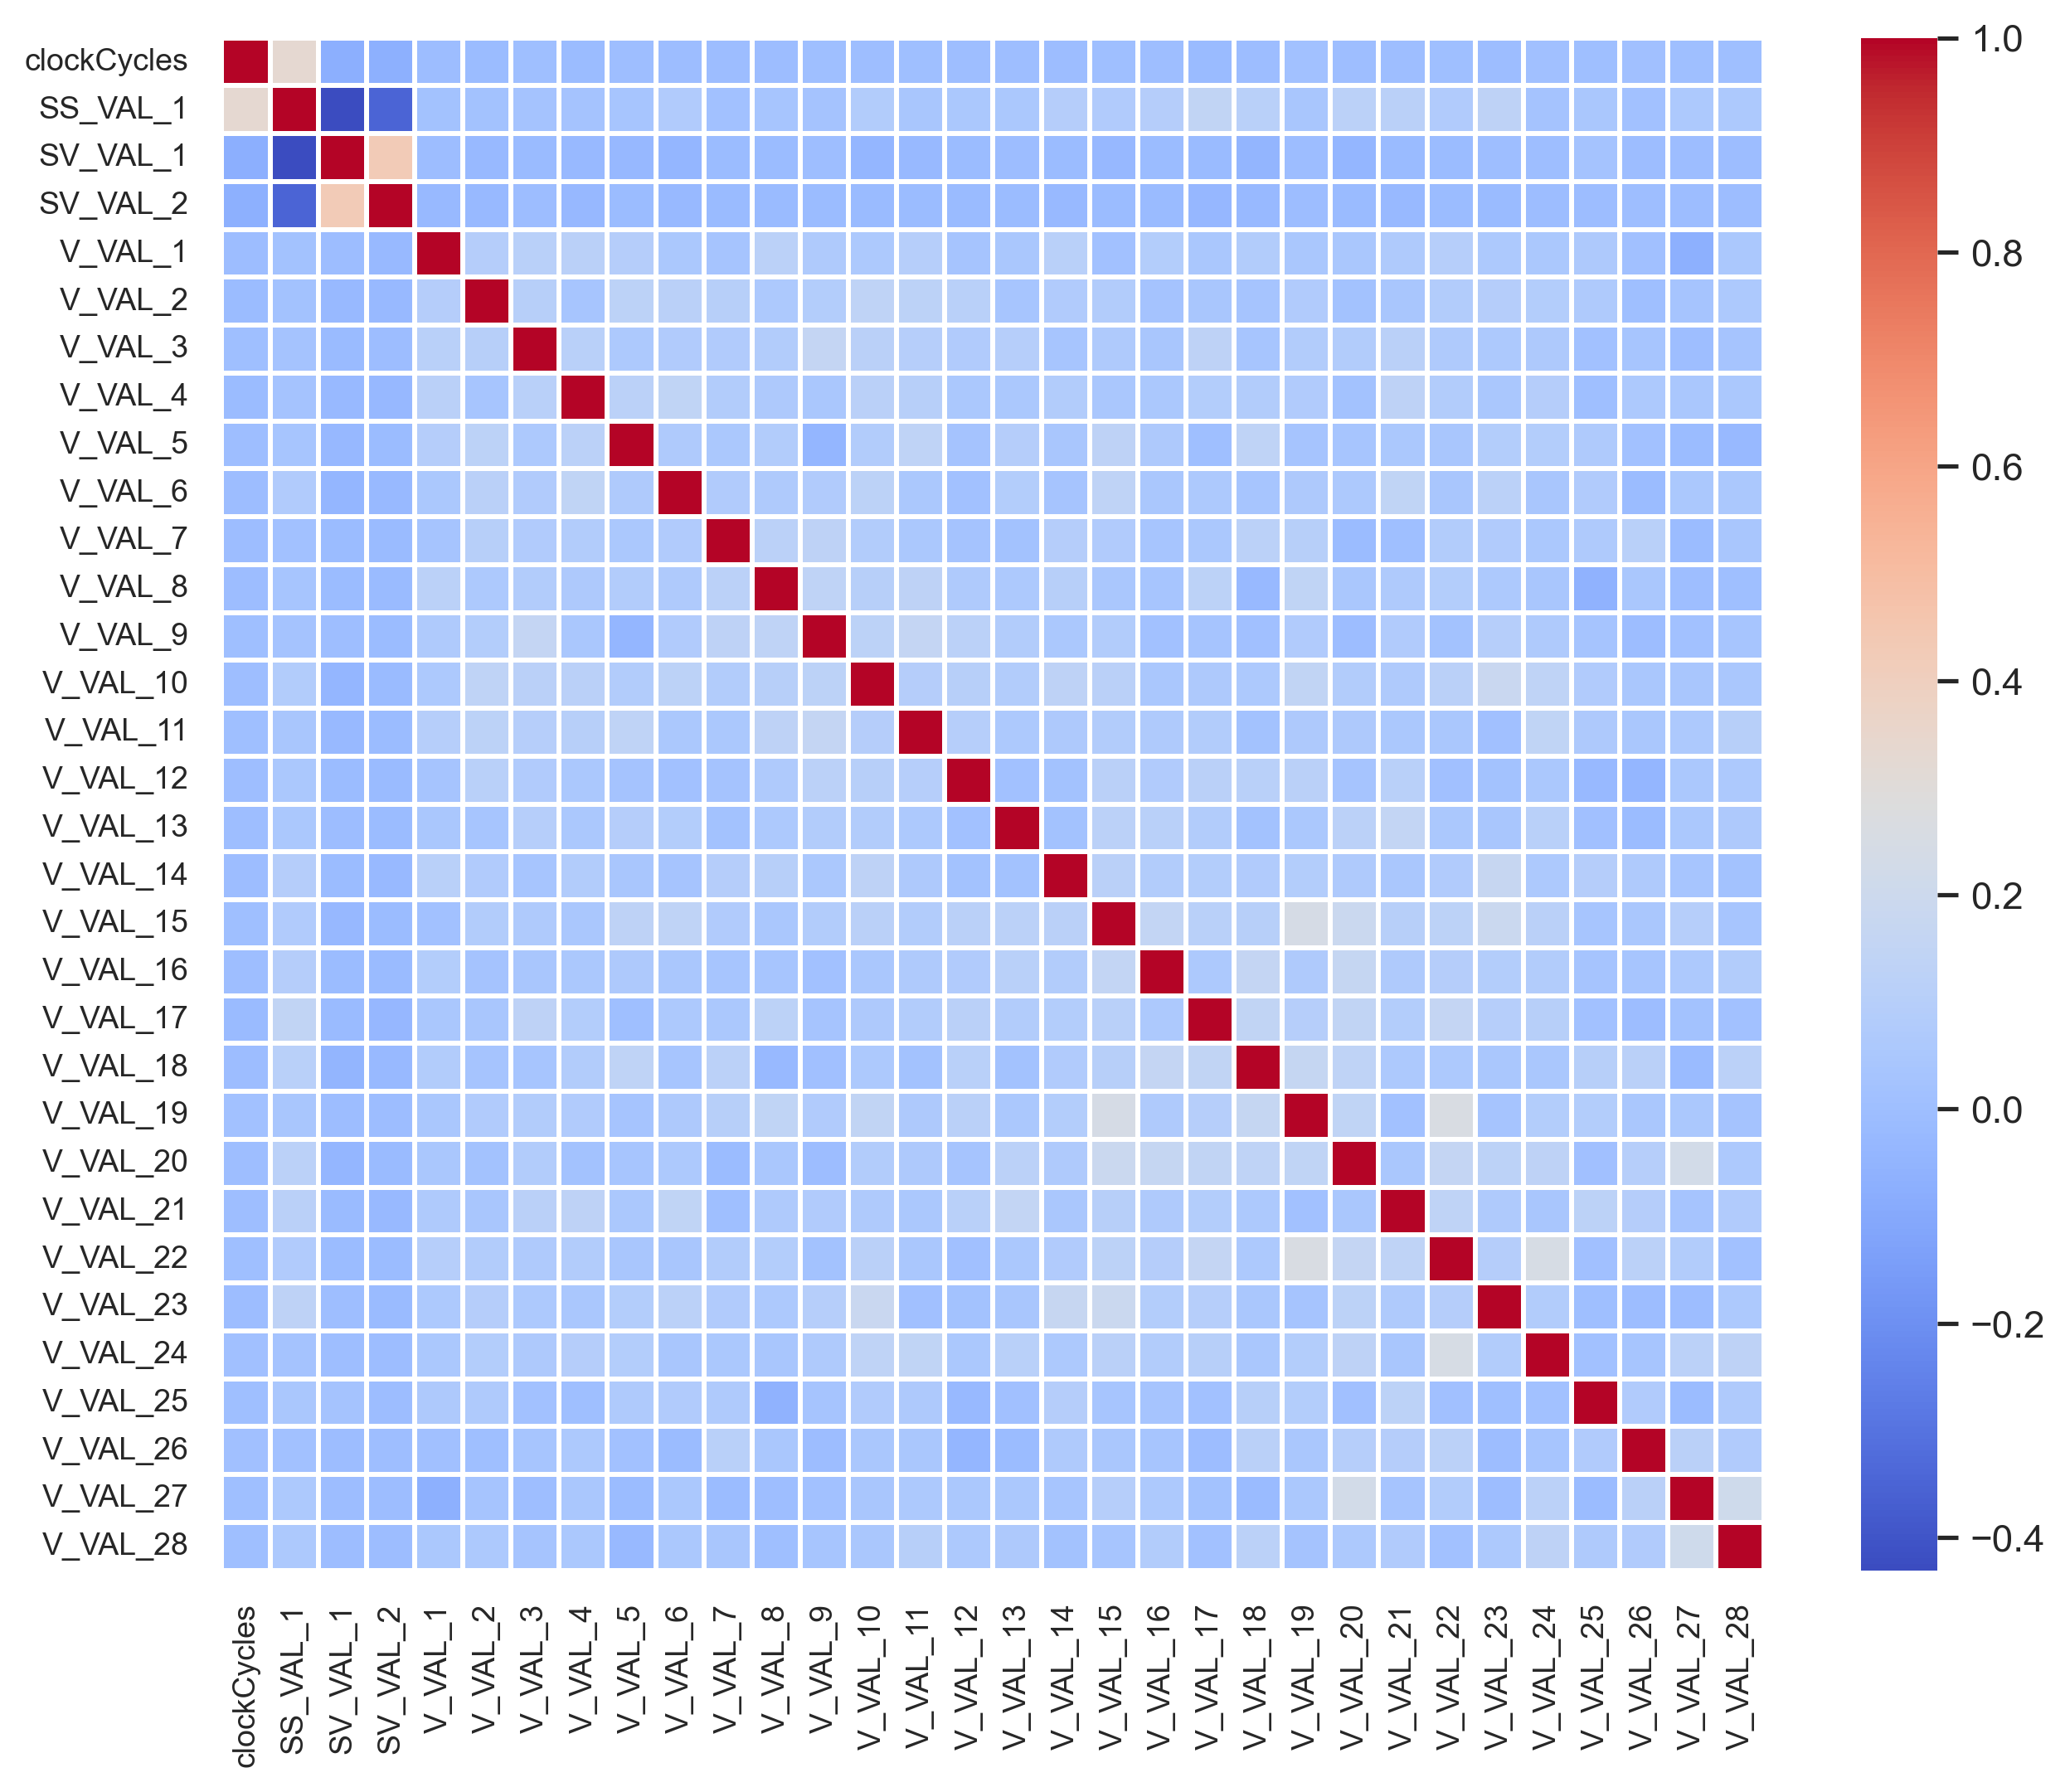 clockCycles
SS_VAL_1
SV_VAL_1
SV_VAL_2
V_VAL_1
V_VAL_2
V_VAL_3
V_VAL_4
V_VAL_5
V_VAL_6
V_VAL_7
V_VAL_8
V_VAL_9
V_VAL_10
V_VAL_11
V_VAL_12
V_VAL_13
V_VAL_14
V_VAL_15
V_VAL_16
V_VAL_17
V_VAL_18
V_VAL_19
V_VAL_20
V_VAL_21
V_VAL_22
V_VAL_23
V_VAL_24
V_VAL_25
V_VAL_26
V_VAL_27
V_VAL_28
clockCycles
SS_VAL_1
SV_VAL_1
SV_VAL_2
V_VAL_1
V_VAL_2
V_VAL_3
V_VAL_4
V_VAL_5
V_VAL_6
V_VAL_7
V_VAL_8
V_VAL_9
V_VAL_10
V_VAL_11
V_VAL_12
V_VAL_13
V_VAL_14
V_VAL_15
V_VAL_16
V_VAL_17
V_VAL_18
V_VAL_19
V_VAL_20
V_VAL_21
V_VAL_22
V_VAL_23
V_VAL_24
V_VAL_25
V_VAL_26
V_VAL_27
V_VAL_28
1.0
0.8
0.6
0.4
0.2
0.0
−0.2
−0.4